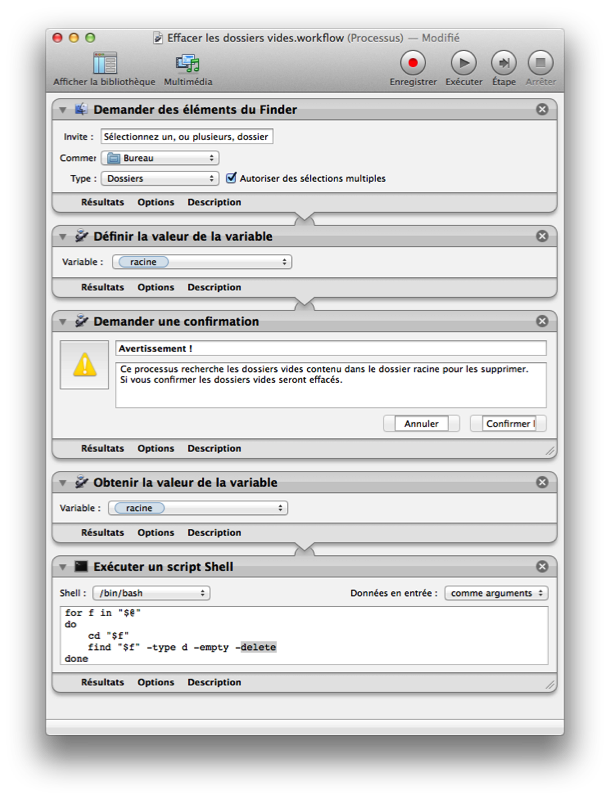 Effacer les dossiers vides.workflow (Processus) — Modifié
Afficher la bibliothèque Multimédia Enregistrer Exécuter Étape Arrêter
Demander des éléments du Finder
Invite : Sélectionnez un, ou plusieurs, dossier
Commer Bureau
Type : Dossiers Autoriser des sélections multiples
Résultats Options Description
Définir la valeur de la variable
Variable : racine
Résultats Options Description
Demander une confirmation
Avertissement !
Ce processus recherche les dossiers vides contenu dans le dossier racine pour les supprimer.
Si vous confirmer les dossiers vides seront effacés.
Annuler Confirmer l
Résultats Options Description
Obtenir la valeur de la variable
Variable : racine
Résultats Options Description
Exécuter un script Shell
Shell : /bin/bash Données en entrée : comme arguments
for f in "$@"
do
cd "$f"
find "$f" -type d -empty -delete
done
Résultats Options Description